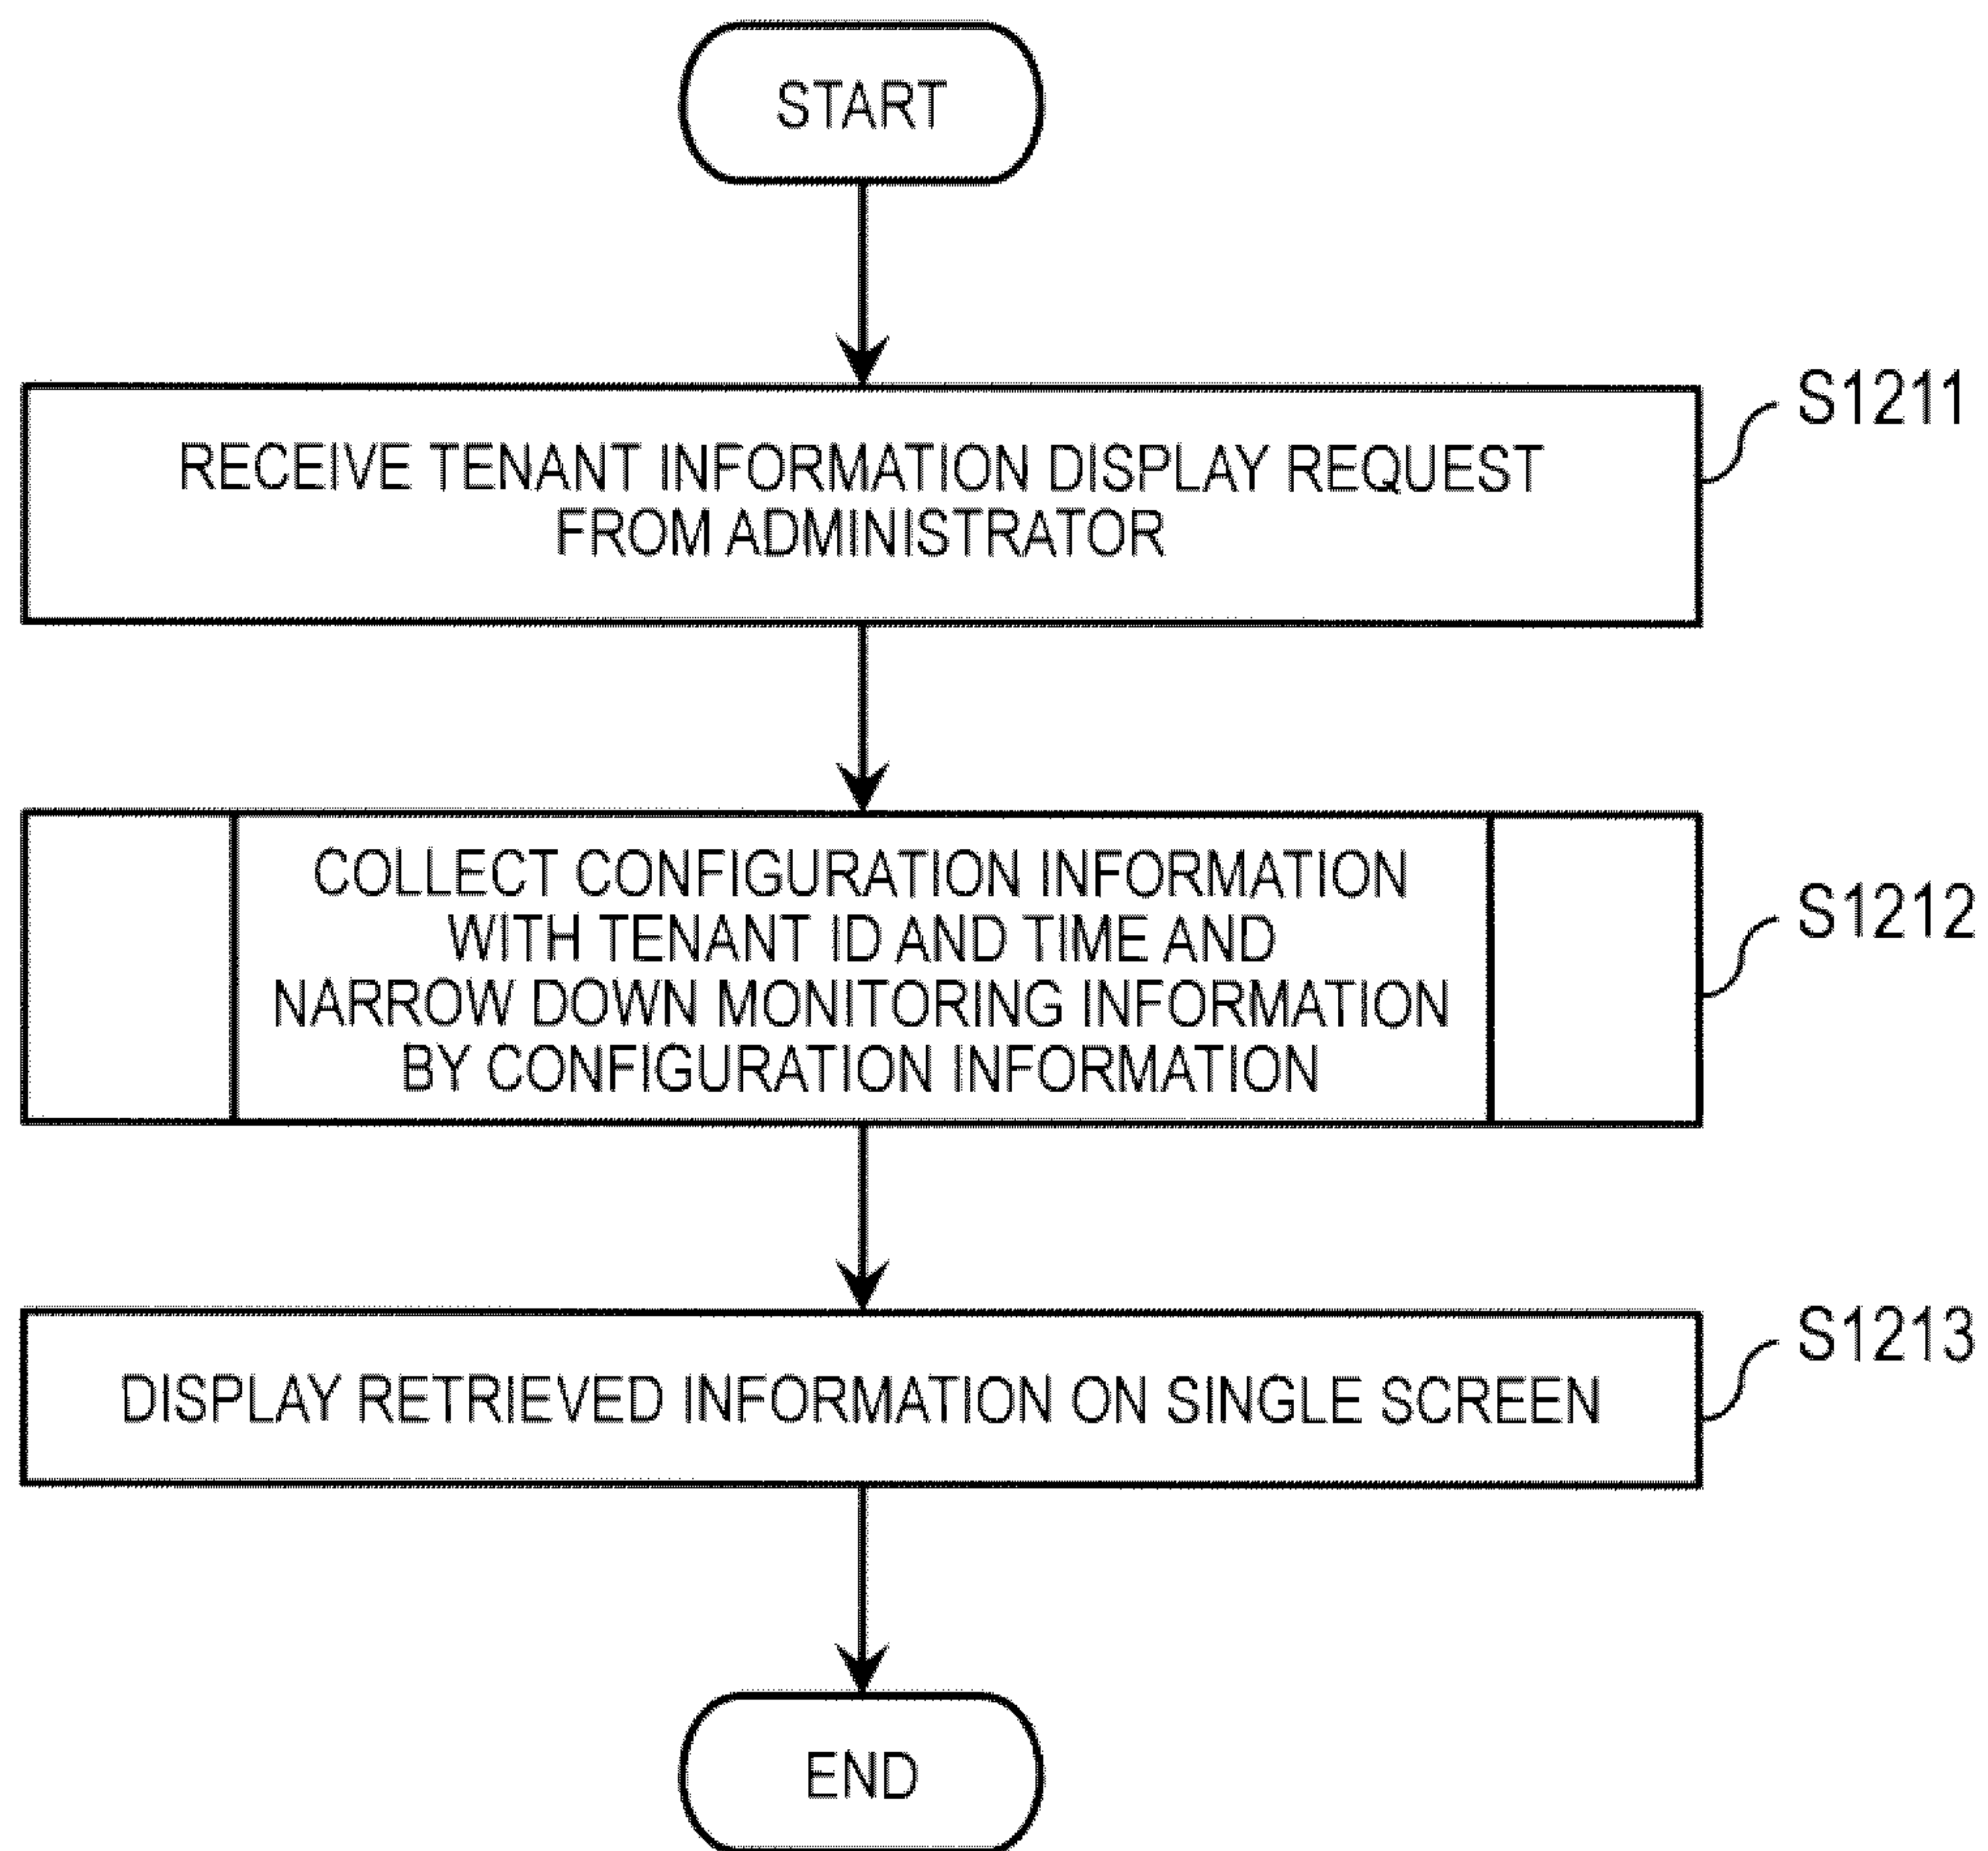 START
S1211
RECEIVE TENANT INFORMATION DISPLAY REQUEST
FROM ADMINISTRATOR
S1212
COLLECT CONFIGURATION INFORMATION
WITH TENANT ID AND TIME AND
NARROW DOWN MONITORING INFORMATION
BY CONFIGURATION INFORMATION
S1213
DISPLAY RETRIEVED INFORMATION ON SINGLE SCREEN
END